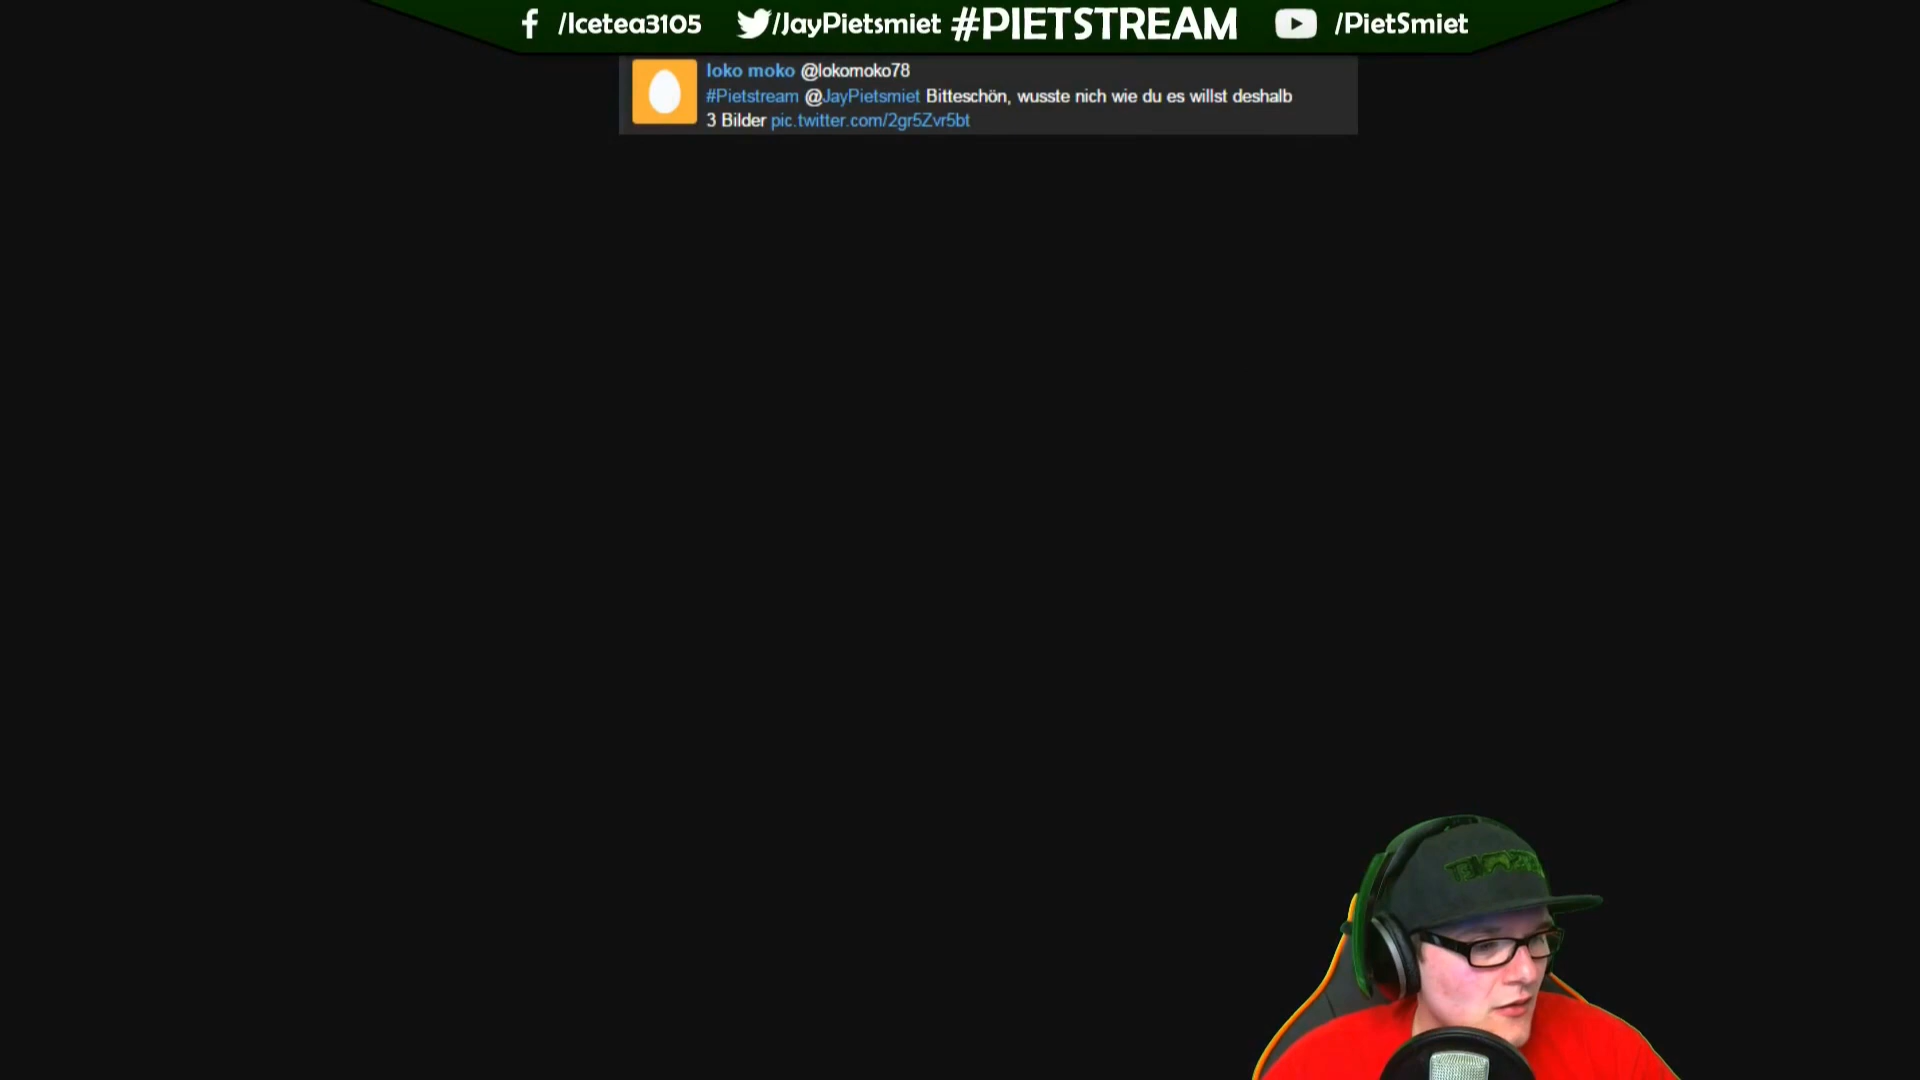 /Icetea3105 /JayPietsmiet #PIETSTREAM /PietSmiet
loko moko @lokomoko78
#Pietstream @JayPietsmiet Bitteschön, wusste nich wie du es willst deshalb
3 Bilder pic.twitter.com/2gr5Zvr5bt